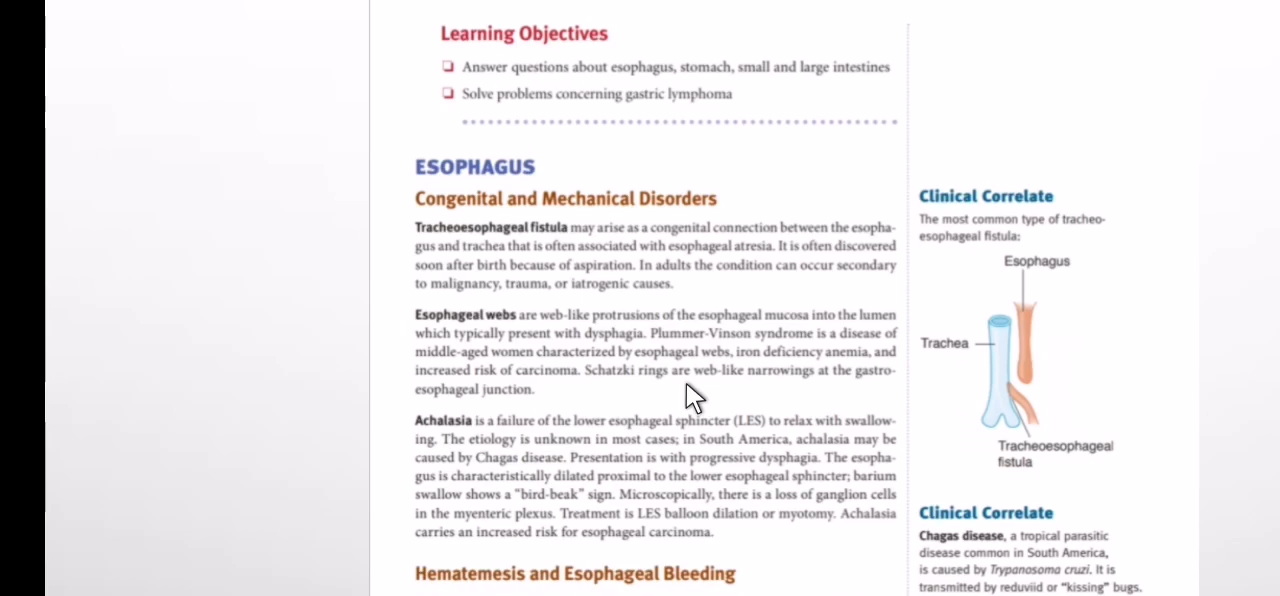 Learning Objectives
❏ Answer questions about esophagus, stomach, small and large intestines
❏ Solve problems concerning gastric lymphoma
ESOPHAGUS
Congenital and Mechanical Disorders
Tracheoesophageal fistula may arise as a congenital connection between the esopha-
gus and trachea that is often associated with esophageal atresia. It is often discovered
soon after birth because of aspiration. In adults the condition can occur secondary
to malignancy, trauma, or iatrogenic causes.
Esophageal webs are web-like protrusions of the esophageal mucosa into the lumen
which typically present with dysphagia. Plummer-Vinson syndrome is a disease of
middle-aged women characterized by esophageal webs, iron deficiency anemia, and
increased risk of carcinoma. Schatzki rings are web-like narrowings at the gastro-
esophageal junction.
Achalasia is a failure of the lower esophageal sphincter (LES) to relax with swallow-
ing. The etiology is unknown in most cases; in South America, achalasia may be
caused by Chagas disease. Presentation is with progressive dysphagia. The esopha-
gus is characteristically dilated proximal to the lower esophageal sphincter; barium
swallow shows a “bird-beak” sign. Microscopically, there is a loss of ganglion cells
in the myenteric plexus. Treatment is LES balloon dilation or myotomy. Achalasia
carries an increased risk for esophageal carcinoma.
Hematemesis and Esophageal Bleeding
Clinical Correlate
The most common type of tracheo-
esophageal fistula:
Esophagus
Trachea
Tracheoesophageal
fistula
Clinical Correlate
Chagas disease, a tropical parasitic
disease common in South America,
is caused by Trypanosoma cruzi. It is
transmitted by reduviid or “kissing” bugs.